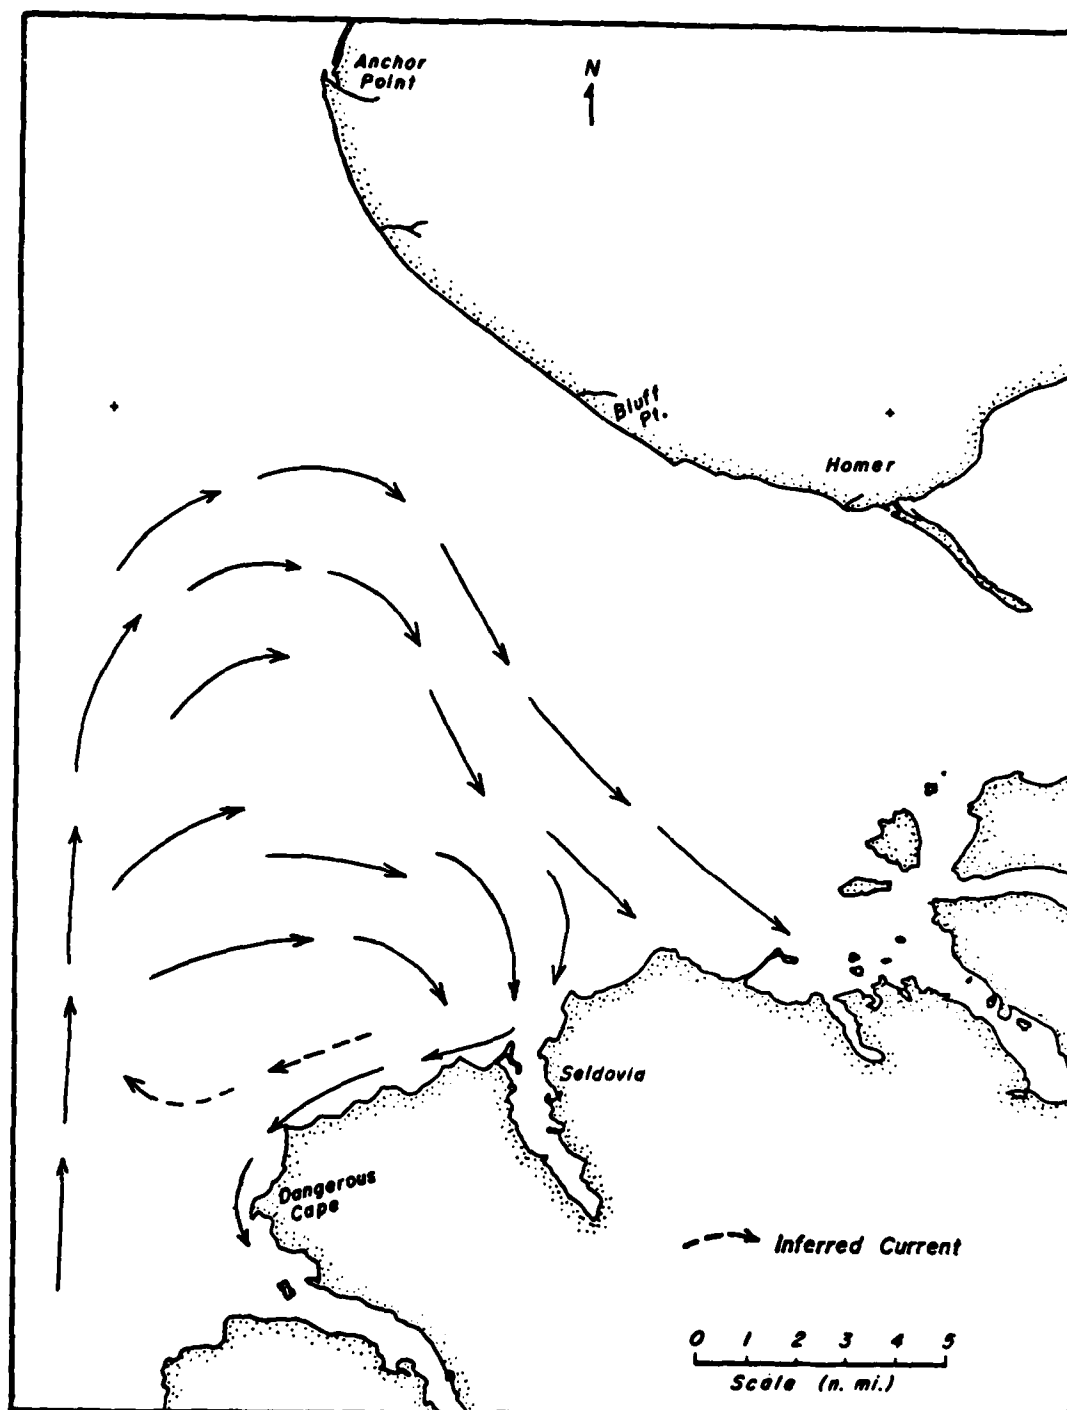 Anchor
Point
N
Bluff
Pt.
Homer
Seldovia
Dangerous
Cape
Inferred Current
0 1 2 3 4 5
Scale (n. mi.)